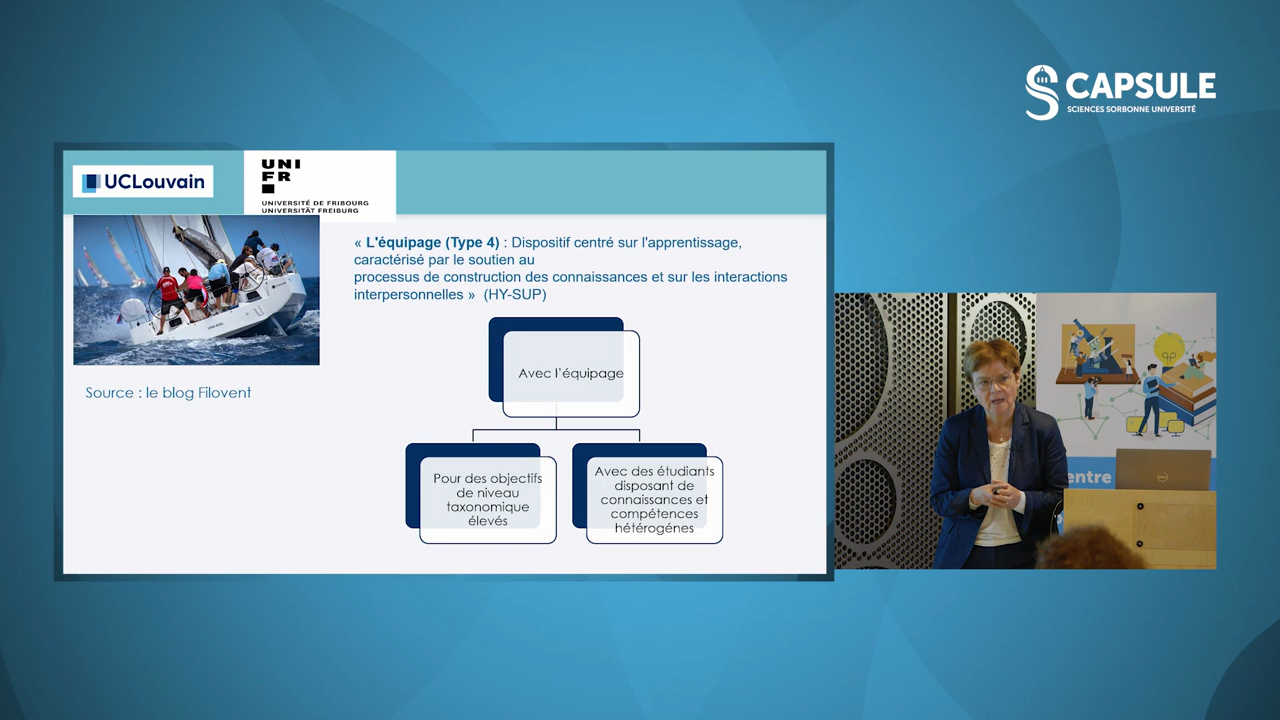 CAPSULE
SCIENCES SORBONNE UNIVERSITÉ
UCLouvain
UNI
FR
UNIVERSITÉ DE FRIBOURG
UNIVERSITÄT FREIBURG
« L'équipage (Type 4) : Dispositif centré sur l'apprentissage,
caractérisé par le soutien au
processus de construction des connaissances et sur les interactions
interpersonnelles » (HY-SUP)
Source : le blog Filovent
Avec l'équipage
Pour des objectifs
de niveau
taxonomique
élevés
Avec des étudiants
disposant de
connaissances et
compétences
hétérogénes
entre